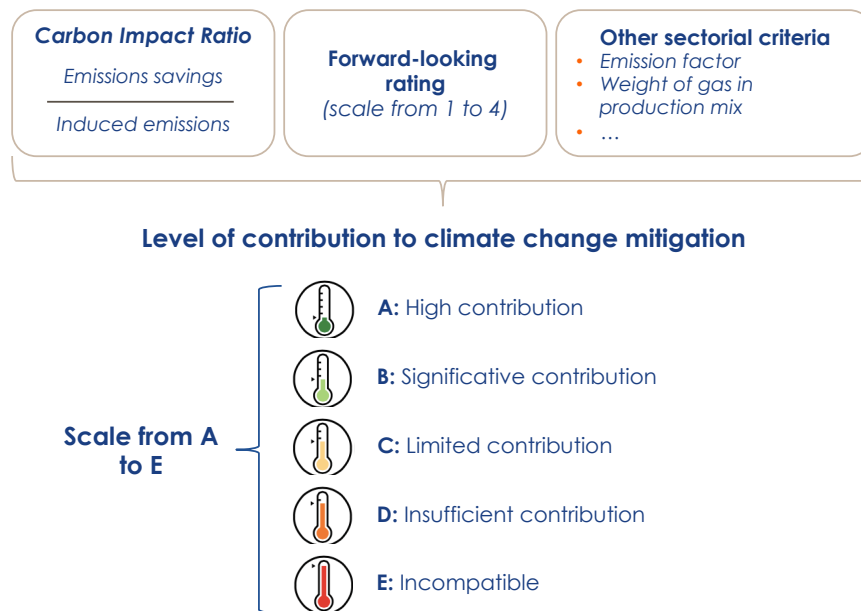 Carbon Impact Ratio
Emissions savings
Induced emissions
Forward-looking
rating
(scale from 1 to 4)
Other sectorial criteria
• Emission factor
• Weight of gas in
production mix
• …
Level of contribution to climate change mitigation
Scale from A
to E
A: High contribution
B: Significative contribution
C: Limited contribution
D: Insufficient contribution
E: Incompatible